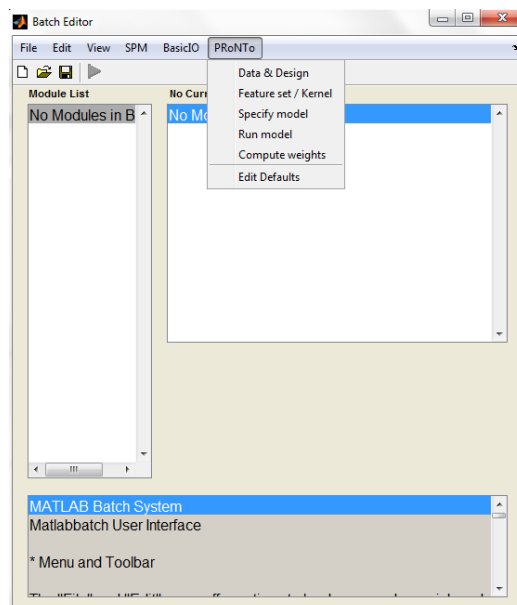 Batch Editor
File Edit View SPM BasicIO PRoNTo
Data & Design
Feature set / Kernel
Specify model
Run model
Compute weights
Edit Defaults
Module List
No Modules in B
No Curr
No Mo
MATLAB Batch System
Matlabbatch User Interface
* Menu and Toolbar